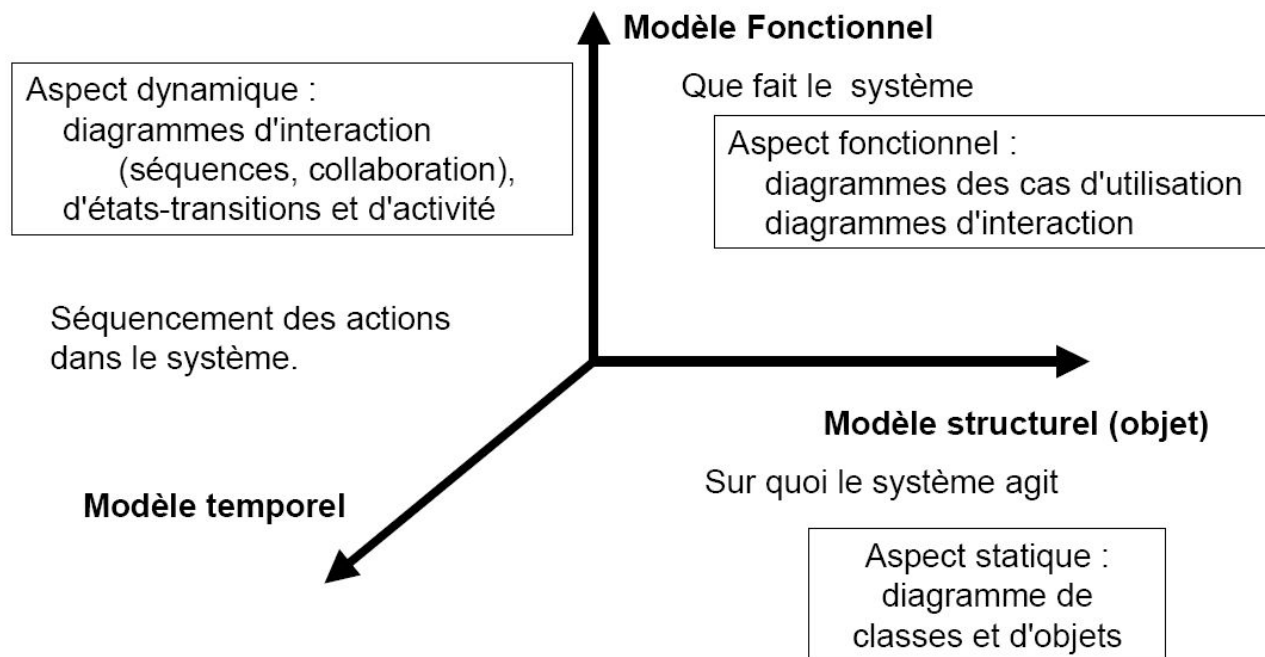 Modèle Fonctionnel
Que fait le système
Aspect fonctionnel :
diagrammes des cas d'utilisation
diagrammes d'interaction
Aspect dynamique :
diagrammes d'interaction
(séquences, collaboration),
d'états-transitions et d'activité
Séquencement des actions
dans le système.
Modèle temporel
Modèle structurel (objet)
Sur quoi le système agit
Aspect statique :
diagramme de
classes et d'objets